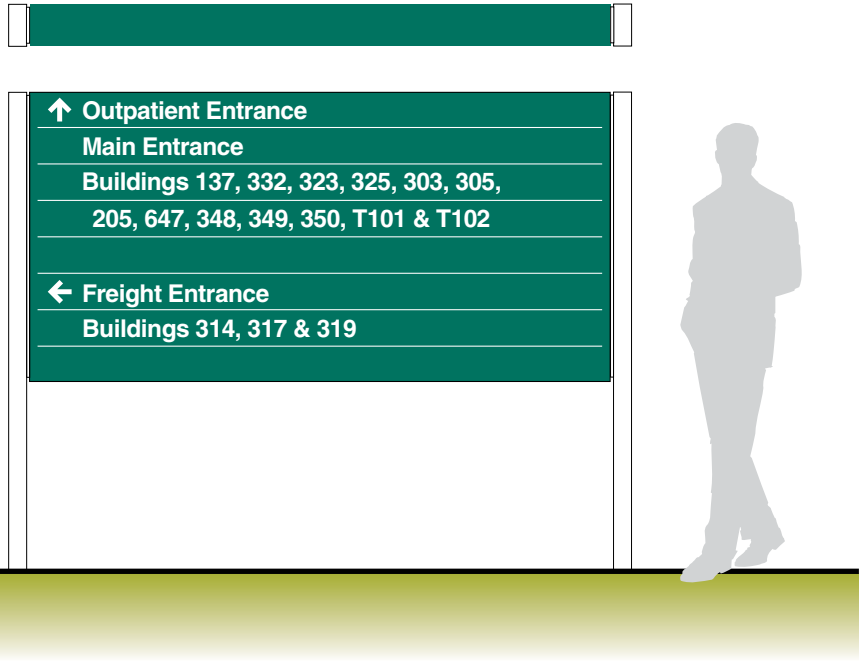 ↑ Outpatient Entrance
Main Entrance
Buildings 137, 332, 323, 325, 303, 305,
205, 647, 348, 349, 350, T101 & T102
← Freight Entrance
Buildings 314, 317 & 319